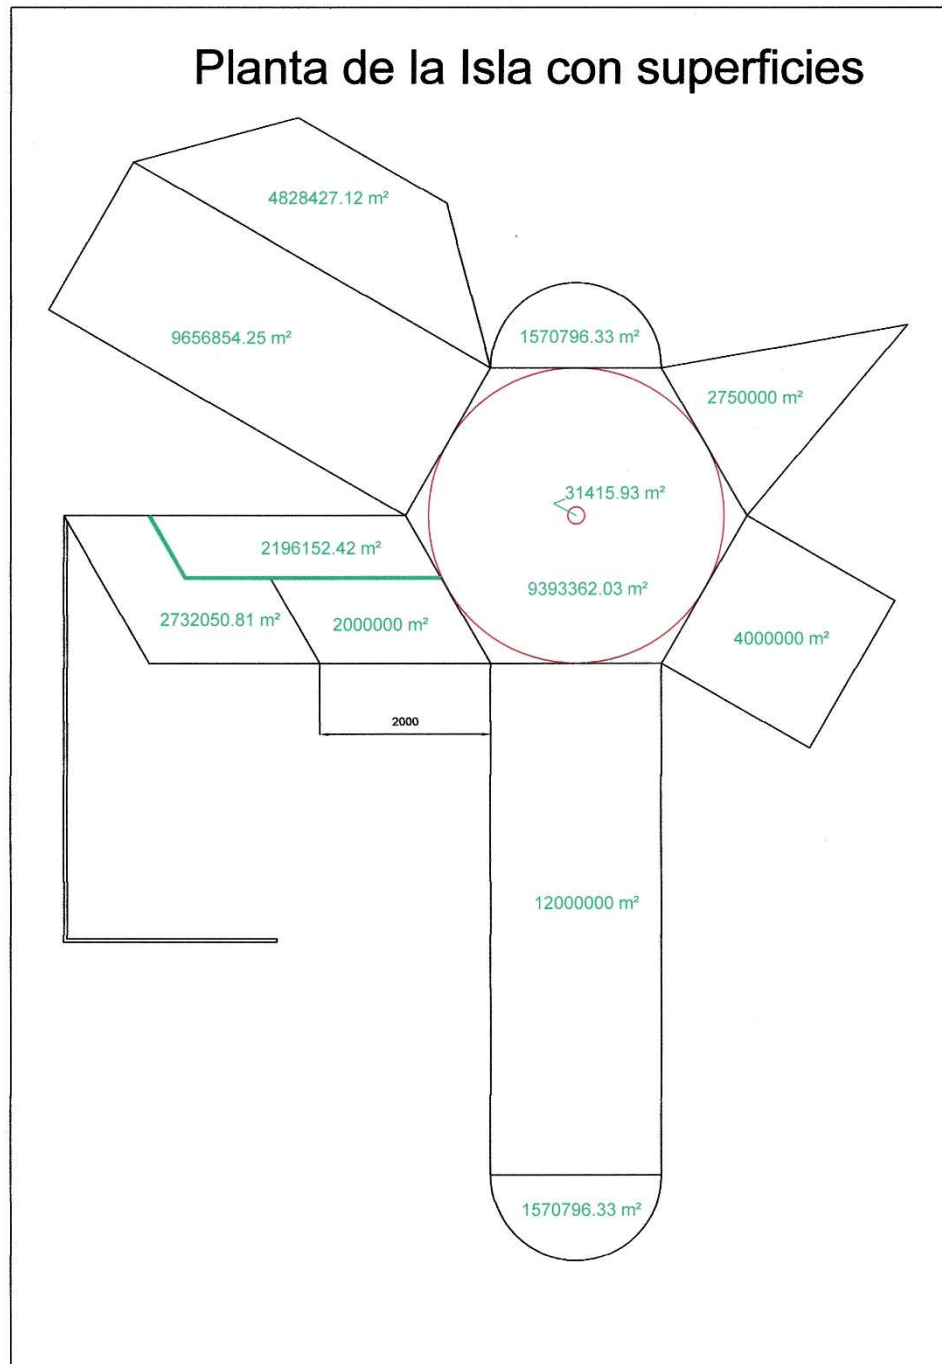 Planta de la Isla con superficies
4828427.12 m²
9656854.25 m²
1570796.33 m²
2750000 m²
31415.93 m²
2196152.42 m²
9393362.03 m²
2732050.81 m²
2000000 m²
4000000 m²
2000
12000000 m²
1570796.33 m²